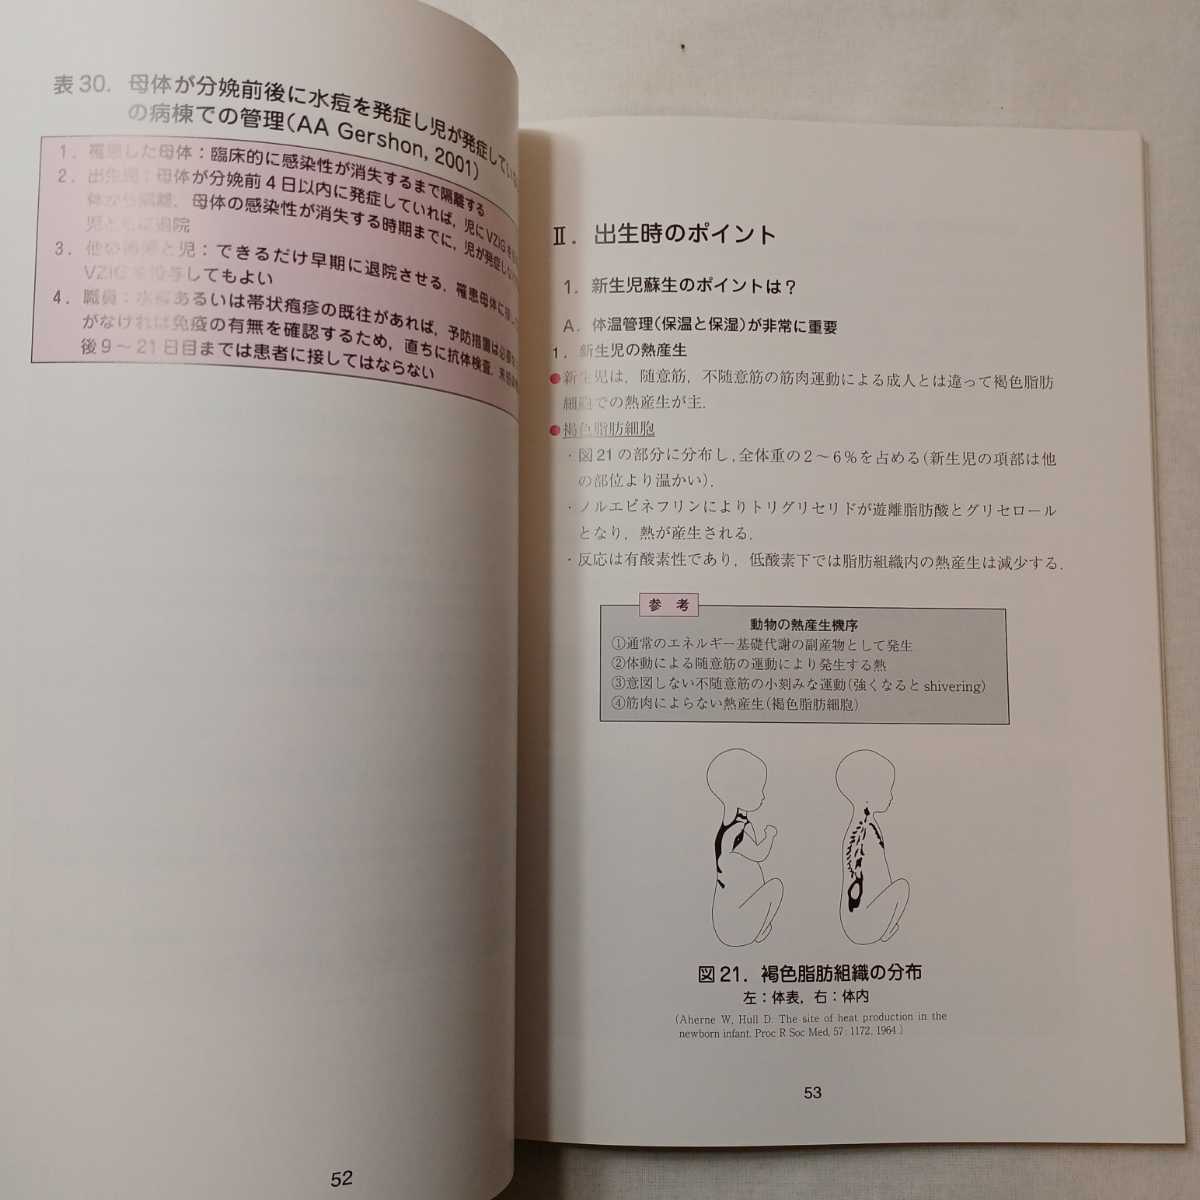 表30．母体が分娩前後に水痘を発症し児が発症していない
の病棟での管理（AA Gershon, 2001）
1．罹患した母体：臨床的に感染性が消失するまで隔離する
2．出生児：母体が分娩前4日以内に発症していれば，児にVZIGを
体から隔離，母体の感染性が消失する時期までに，児が発症しな
児ともに退院
3．他の 児：できるだけ早期に退院させる．罹患母体に
VZIGを投与してもよい
4．職員：水痘あるいは帯状疱疹の既往があれば，予防措置は必要
がなければ免疫の有無を確認するため，直ちに抗体検査．
後9～21日目までは患者に接してはならない
52
Ⅱ．出生時のポイント
1．新生児蘇生のポイントは？
A．体温管理（保温と保湿）が非常に重要
1．新生児の熱産生
●新生児は，随意筋，不随意筋の筋肉運動による成人とは違って褐色脂肪
細胞での熱産生が主．
●褐色脂肪細胞
・図21の部分に分布し，全体重の2～6％を占める（新生児の項部は他
の部位より温かい）．
・ノルエピネフリンによりトリグリセリドが遊離脂肪酸とグリセロール
となり，熱が産生される．
・反応は有酸素性であり，低酸素下では脂肪組織内の熱産生は減少する．
参 考
動物の熱産生機序
①通常のエネルギー基礎代謝の副産物として発生
②体動による随意筋の運動により発生する熱
③意図しない不随意筋の小刻みな運動（強くなるとshivering）
④筋肉によらない熱産生（褐色脂肪細胞）
図21．褐色脂肪組織の分布
左：体表，右：体内
(Aherne W, Hull D. The site of heat production in the
newborn infant. Proc R Soc Med, 57: 1172, 1964.)
53